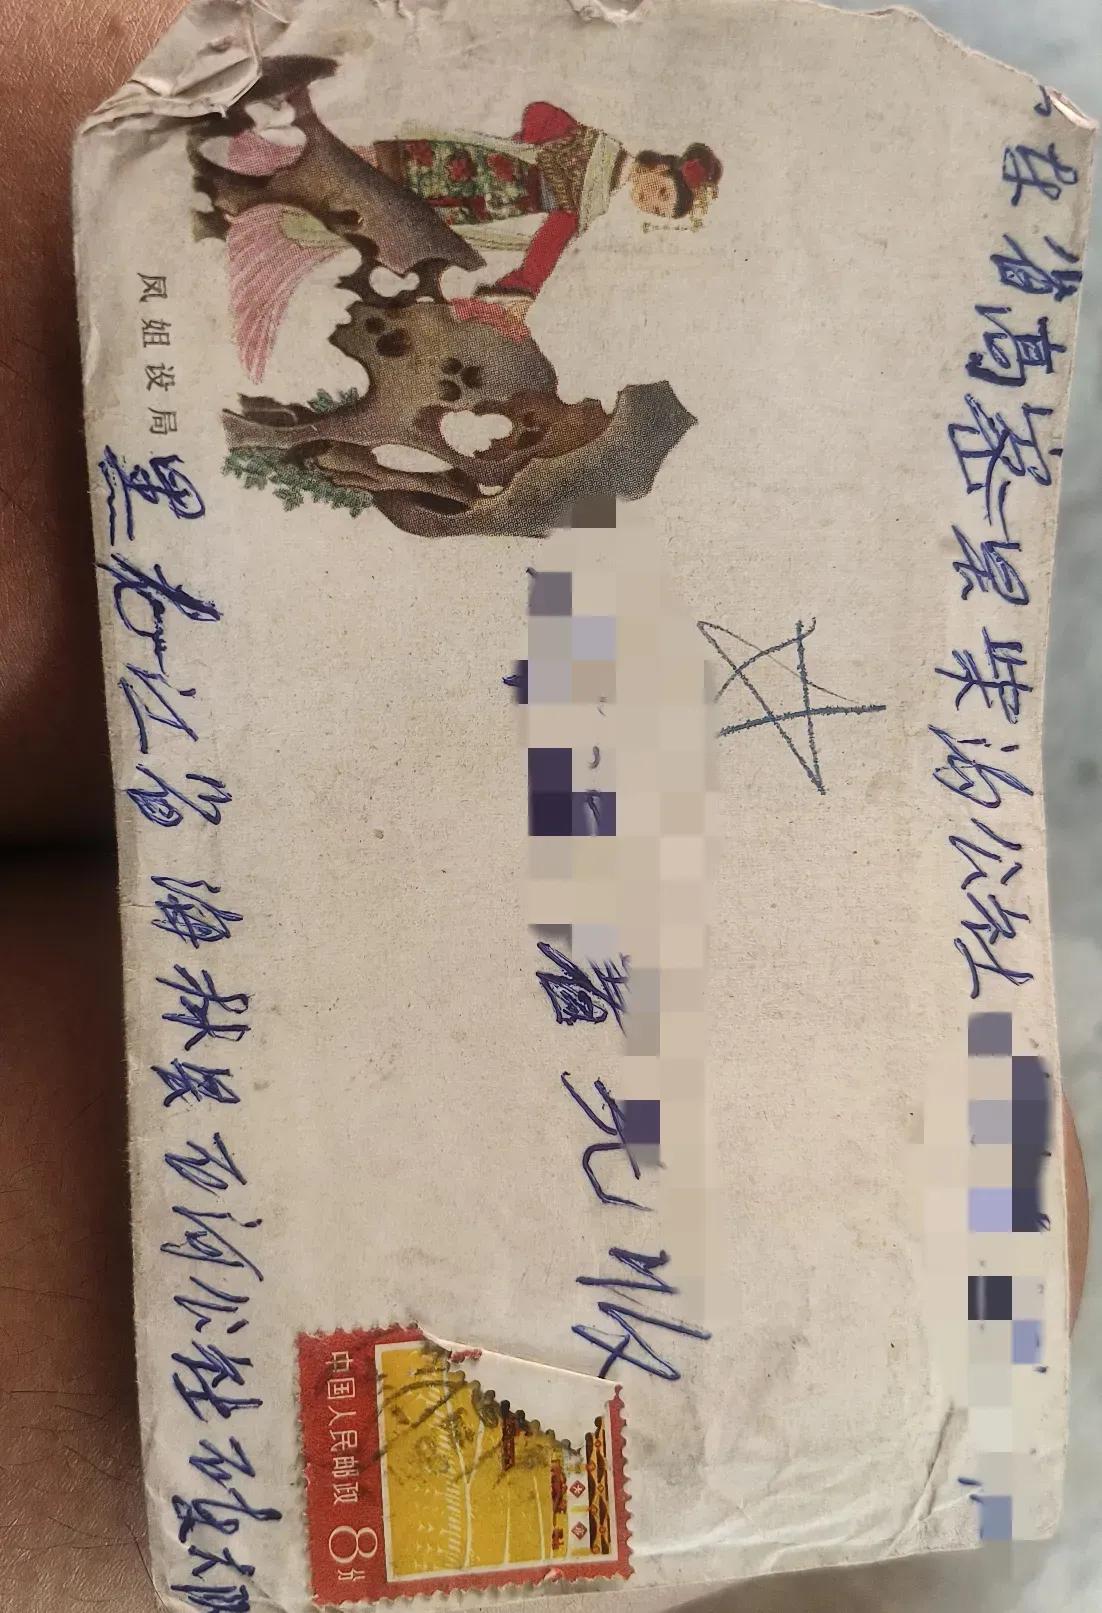 东省高密县柴沟公社
收
凤姐设局
黑龙江省海林县石河公社
中国人民邮政
8分